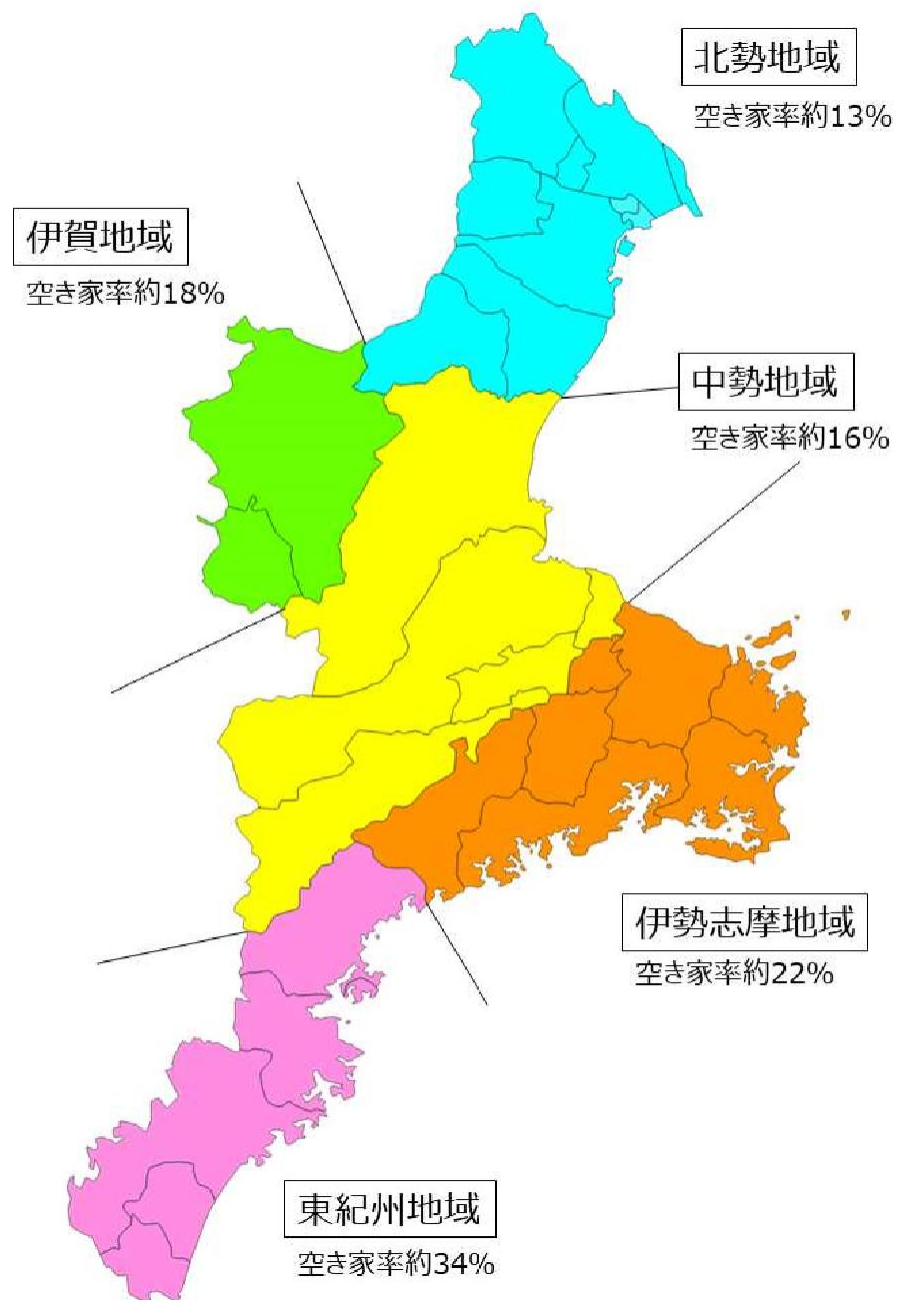 北勢地域
空き家率約13%
伊賀地域
空き家率約18%
中勢地域
空き家率約16%
伊勢志摩地域
空き家率約22%
東紀州地域
空き家率約34%